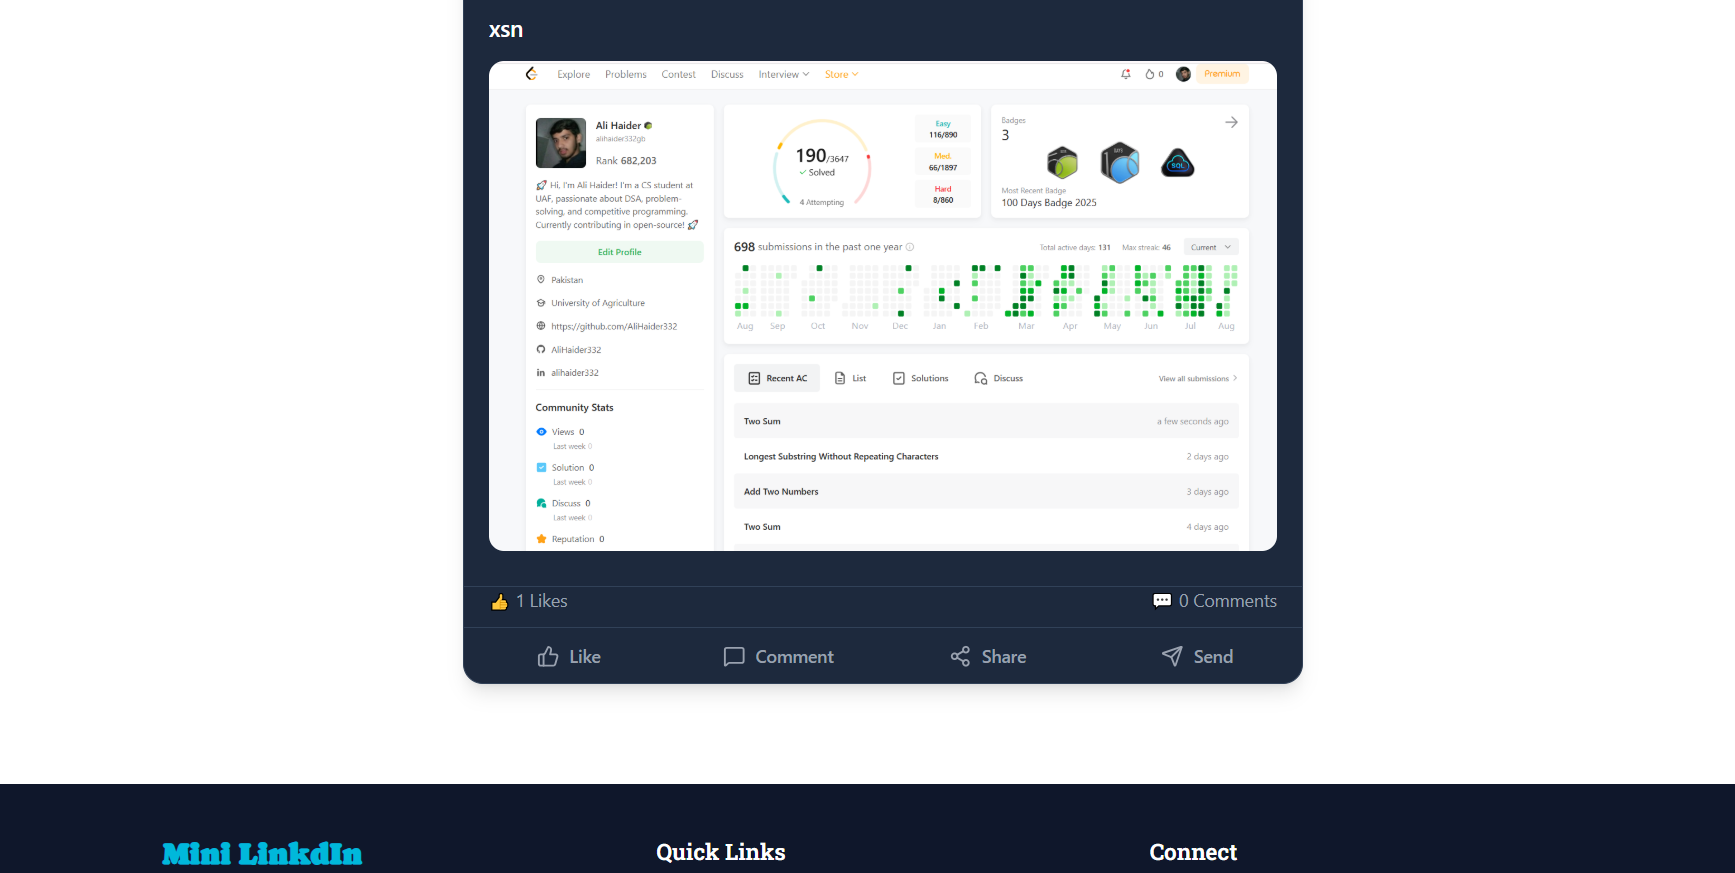 xsn
Explore Problems Contest Discuss Interview Store 0 Premium
Ali Haider
alihaider332gb
Rank 682,203
🚀 Hi, I'm Ali Haider! I'm a CS student at
UAF, passionate about DSA, problem-
solving, and competitive programming.
Currently contributing in open-source! 🚀
Edit Profile
Pakistan
University of Agriculture
https://github.com/AliHaider332
AliHaider332
alihaider332
Community Stats
Views 0
Last week 0
Solution 0
Last week 0
Discuss 0
Last week 0
Reputation 0
190/3647
Solved
4 Attempting
Easy
116/890
Med.
66/1897
Hard
8/860
Badges
3
SQL
Most Recent Badge
100 Days Badge 2025
698 submissions in the past one year
Total active days: 131 Max streak: 46 Current
Aug Sep Oct Nov Dec Jan Feb Mar Apr May Jun Jul Aug
Recent AC List Solutions Discuss View all submissions
Two Sum a few seconds ago
Longest Substring Without Repeating Characters 2 days ago
Add Two Numbers 3 days ago
Two Sum 4 days ago
👍 1 Likes 💬 0 Comments
Like Comment Share Send
Mini LinkdIn Quick Links Connect